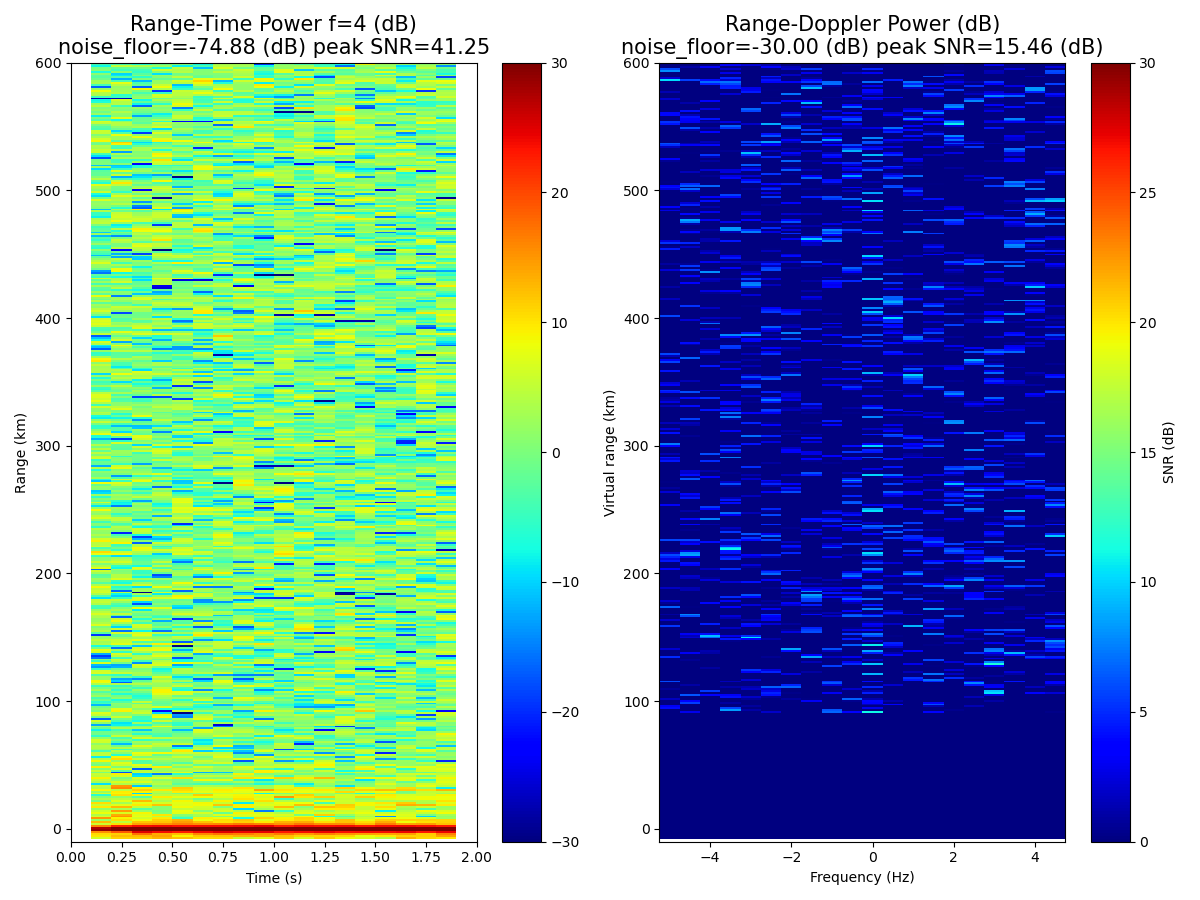 Range-Time Power f=4 (dB)
noise_floor=-74.88 (dB) peak SNR=41.25
Range (km)
600
500
400
300
200
100
0
0.00 0.25 0.50 0.75 1.00 1.25 1.50 1.75 2.00
Time (s)
30
20
10
0
−10
−20
−30
Range-Doppler Power (dB)
noise_floor=-30.00 (dB) peak SNR=15.46 (dB)
Virtual range (km)
600
500
400
300
200
100
0
−4 −2 0 2 4
Frequency (Hz)
30
25
20
15
10
5
0
SNR (dB)